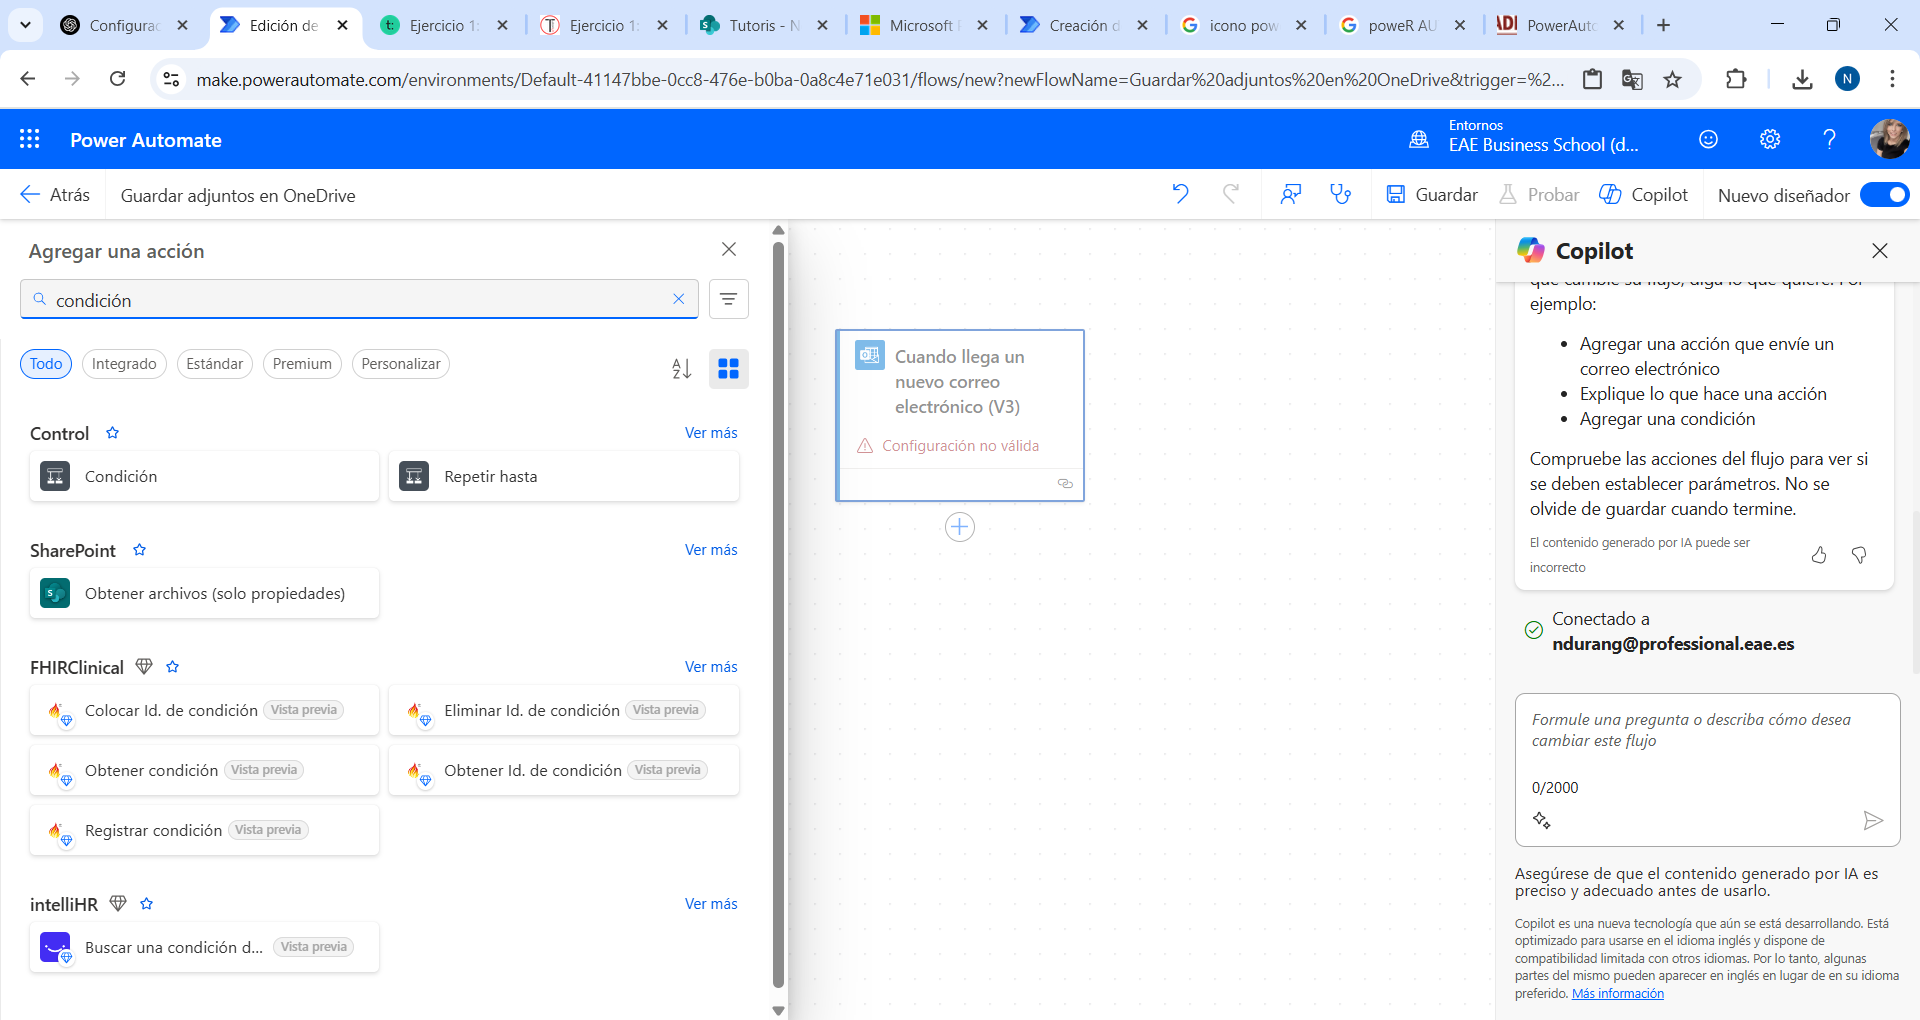 Configurac
Edición de
Ejercicio 1:
Ejercicio 1:
Tutoris - N
Microsoft
Creación d
icono pow
poweR AU
PowerAuto
make.powerautomate.com/environments/Default-41147bbe-0cc8-476e-b0ba-0a8c4e71e031/flows/new?newFlowName=Guardar%20adjuntos%20en%20OneDrive&trigger=%2...
N
Power Automate
Entornos
EAE Business School (d...
Atrás
Guardar adjuntos en OneDrive
Guardar
Probar
Copilot
Nuevo diseñador
Agregar una acción
condición
Todo
Integrado
Estándar
Premium
Personalizar
Control
Ver más
Condición
Repetir hasta
SharePoint
Ver más
Obtener archivos (solo propiedades)
FHIRClinical
Ver más
Colocar Id. de condición Vista previa
Eliminar Id. de condición Vista previa
Obtener condición Vista previa
Obtener Id. de condición Vista previa
Registrar condición Vista previa
intelliHR
Ver más
Buscar una condición d... Vista previa
Cuando llega un
nuevo correo
electrónico (V3)
Configuración no válida
Copilot
que cambie su flujo, diga lo que quiere. Por
ejemplo:
• Agregar una acción que envíe un
correo electrónico
• Explique lo que hace una acción
• Agregar una condición
Compruebe las acciones del flujo para ver si
se deben establecer parámetros. No se
olvide de guardar cuando termine.
El contenido generado por IA puede ser
incorrecto
Conectado a
ndurang@professional.eae.es
Formule una pregunta o describa cómo desea
cambiar este flujo
0/2000
Asegúrese de que el contenido generado por IA es
preciso y adecuado antes de usarlo.
Copilot es una nueva tecnología que aún se está desarrollando. Está
optimizado para usarse en el idioma inglés y dispone de
compatibilidad limitada con otros idiomas. Por lo tanto, algunas
partes del mismo pueden aparecer en inglés en lugar de en su idioma
preferido. Más información